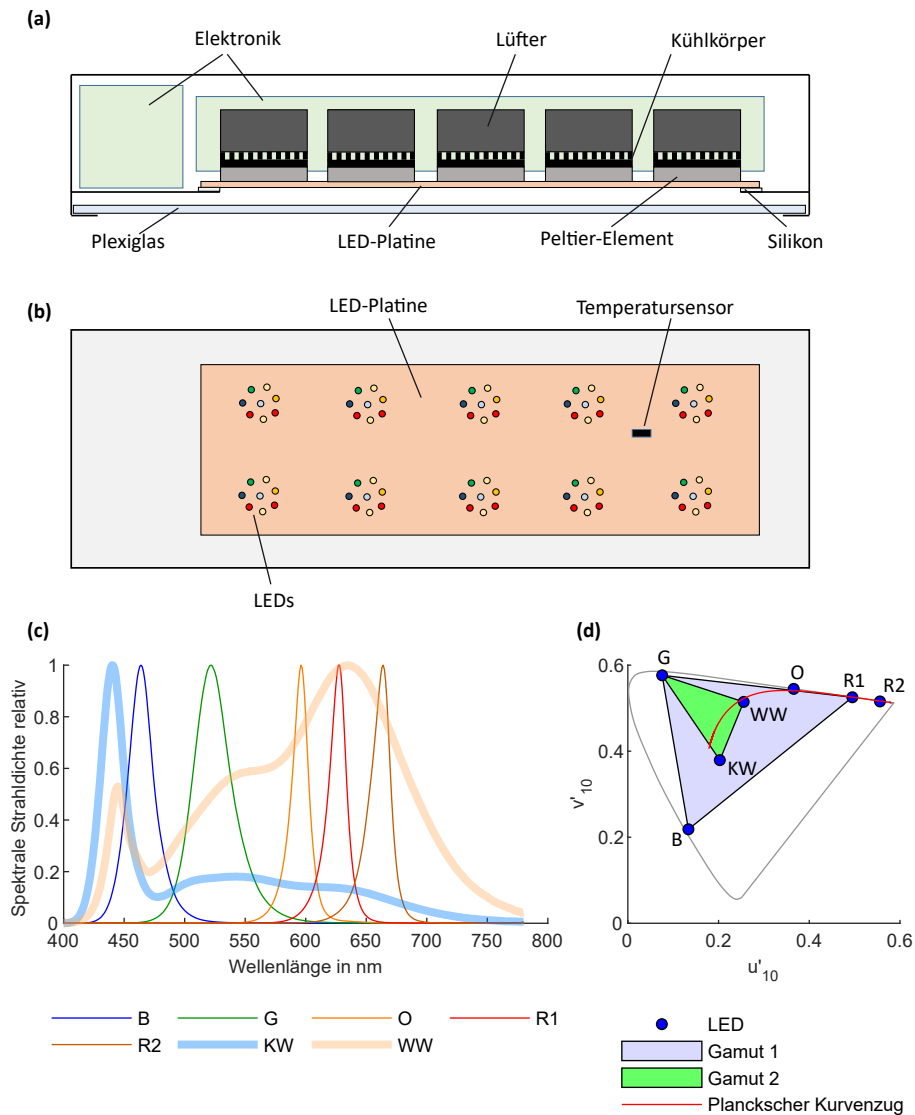 (a)
Elektronik
Lüfter
Kühlkörper
Plexiglas
LED-Platine
Peltier-Element
Silikon
(b)
LED-Platine
Temperatursensor
LEDs
(c)
Spektrale Strahldichte relativ
1
0.8
0.6
0.4
0.2
0
400 450 500 550 600 650 700 750 800
Wellenlänge in nm
B G O R1
R2 KW WW
(d)
v'10
0.6
0.4
0.2
0
G
O
R1
R2
WW
KW
B
0 0.2 0.4 0.6
u'10
LED
Gamut 1
Gamut 2
Planckscher Kurvenzug